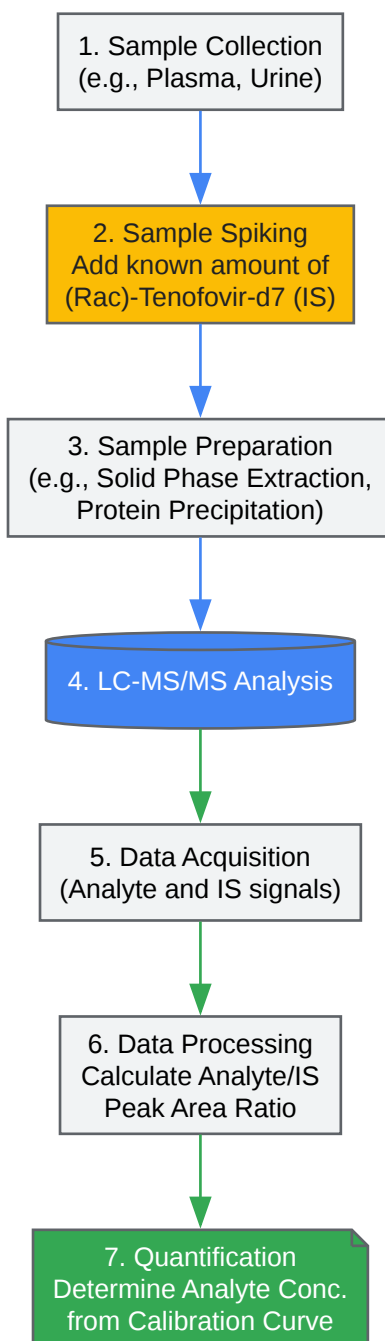 1. Sample Collection
(e.g., Plasma, Urine)
2. Sample Spiking
Add known amount of
(Rac)-Tenofovir-d7 (IS)
3. Sample Preparation
(e.g., Solid Phase Extraction,
Protein Precipitation)
4. LC-MS/MS Analysis
5. Data Acquisition
(Analyte and IS signals)
6. Data Processing
Calculate Analyte/IS
Peak Area Ratio
7. Quantification
Determine Analyte Conc.
from Calibration Curve